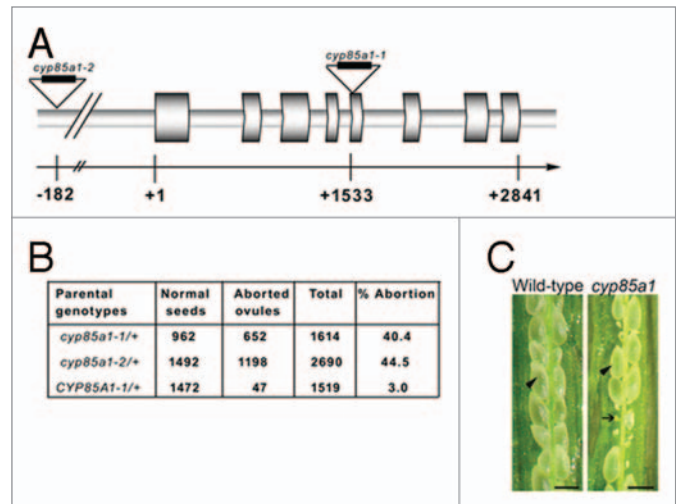 A
cyp85a1-2
cyp85a1-1
-182
+1
+1533
+2841
B
Parental genotypes Normal seeds Aborted ovules Total % Abortion
cyp85a1-1/+ 962 652 1614 40.4
cyp85a1-2/+ 1492 1198 2690 44.5
CYP85A1-1/+ 1472 47 1519 3.0
C
Wild-type cyp85a1